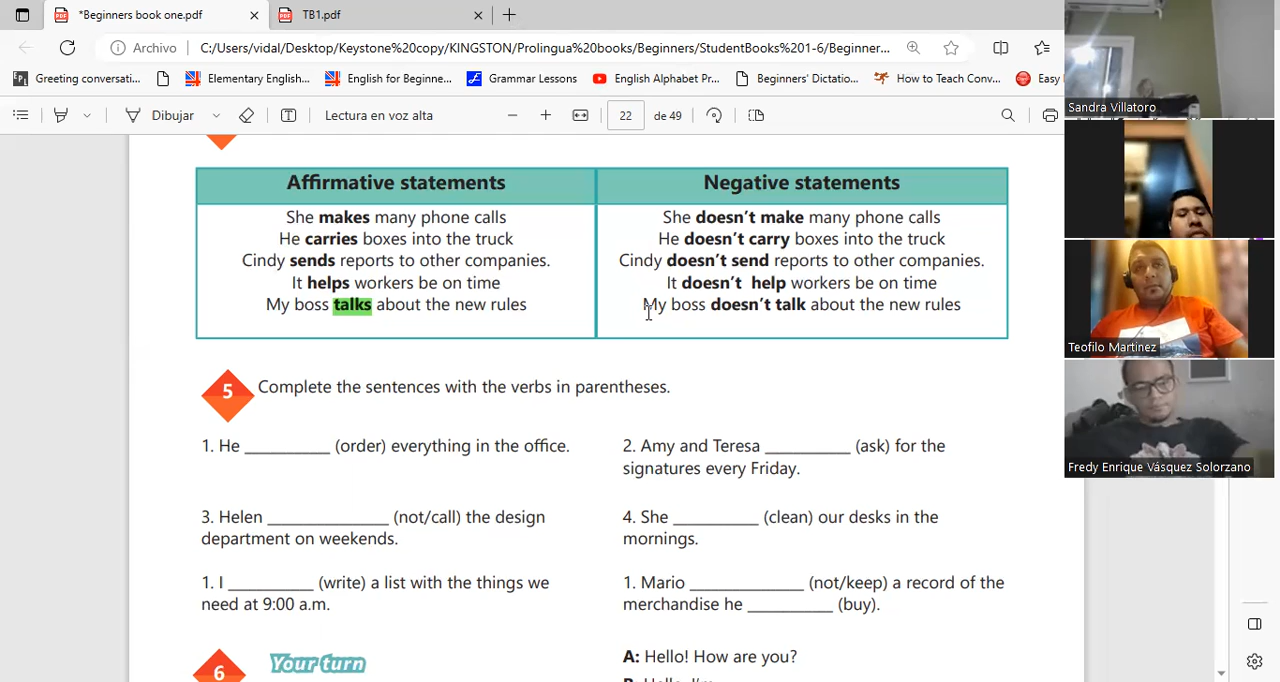 *Beginners book one.pdf
TB1.pdf
Archivo
C:/Users/vidal/Desktop/Keystone%20copy/KINGSTON/Prolingua%20books/Beginners/StudentBooks%201-6/Beginner...
Greeting conversati...
Elementary English...
English for Beginne...
Grammar Lessons
English Alphabet Pr...
Beginners' Dictatio...
How to Teach Conv...
Easy
Dibujar
Lectura en voz alta
22
de 49
Affirmative statements
Negative statements
She makes many phone calls
He carries boxes into the truck
Cindy sends reports to other companies.
It helps workers be on time
My boss talks about the new rules
She doesn't make many phone calls
He doesn't carry boxes into the truck
Cindy doesn't send reports to other companies.
It doesn't help workers be on time
My boss doesn't talk about the new rules
5
Complete the sentences with the verbs in parentheses.
1. He __________ (order) everything in the office.
2. Amy and Teresa __________ (ask) for the
signatures every Friday.
3. Helen ______________ (not/call) the design
department on weekends.
4. She __________ (clean) our desks in the
mornings.
1. I __________ (write) a list with the things we
need at 9:00 a.m.
1. Mario _____________ (not/keep) a record of the
merchandise he __________ (buy).
6
Your turn
A: Hello! How are you?
B: Hello, I'm
Sandra Villatoro
Teofilo Martinez
Fredy Enrique Vásquez Solorzano